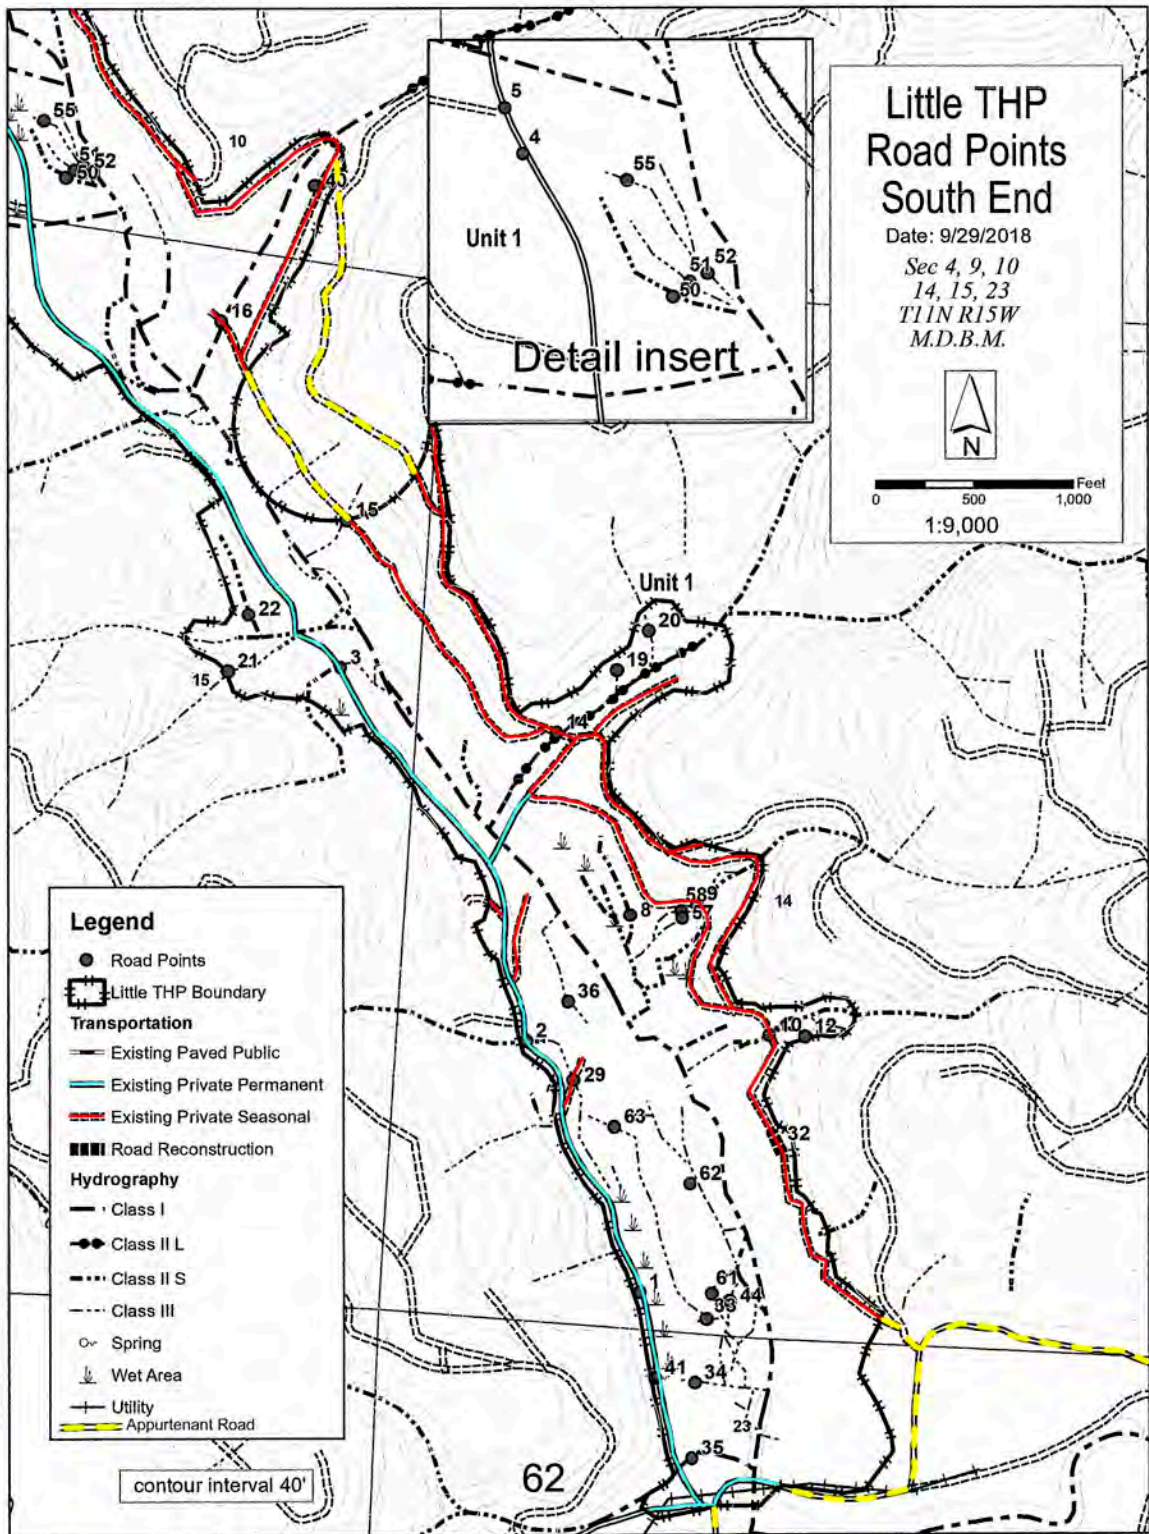 Little THP
Road Points
South End
Date: 9/29/2018
Sec 4, 9, 10
14, 15, 23
T11N R15W
M.D.B.M.
N
Feet
0 500 1,000
1:9,000
5
4
55
Unit 1
52
51
50
Detail insert
55
10
51 52
50
40
16
15
Unit 1
22
20
21
3
19
15
14
589
57
8
14
36
10
12
2
29
63
32
62
61
44
1
33
41
34
23
35
62
Legend
Road Points
Little THP Boundary
Transportation
Existing Paved Public
Existing Private Permanent
Existing Private Seasonal
Road Reconstruction
Hydrography
Class I
Class II L
Class II S
Class III
Spring
Wet Area
Utility
Appurtenant Road
contour interval 40'